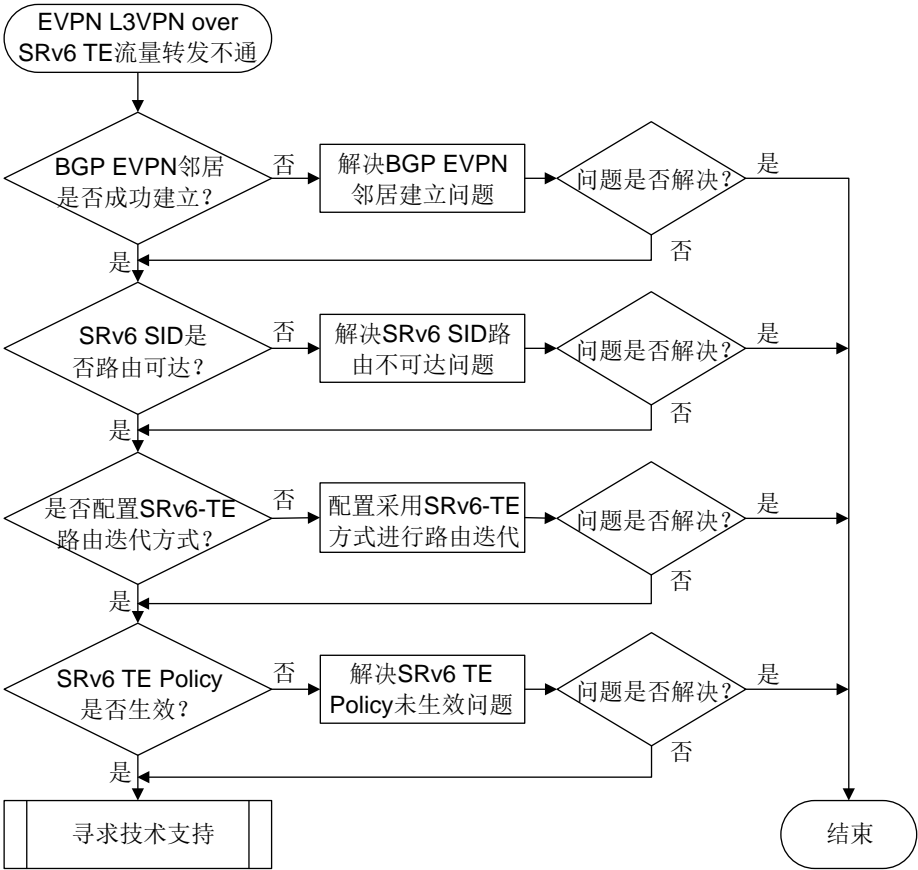 EVPN L3VPN over
SRv6 TE流量转发不通
BGP EVPN邻居
是否成功建立？
否
解决BGP EVPN
邻居建立问题
问题是否解决？
是
否
是
SRv6 SID是
否路由可达？
否
解决SRv6 SID路
由不可达问题
问题是否解决？
是
否
是
是否配置SRv6-TE
路由迭代方式？
否
配置采用SRv6-TE
方式进行路由迭代
问题是否解决？
是
否
是
SRv6 TE Policy
是否生效？
否
解决SRv6 TE
Policy未生效问题
问题是否解决？
是
否
是
寻求技术支持
结束